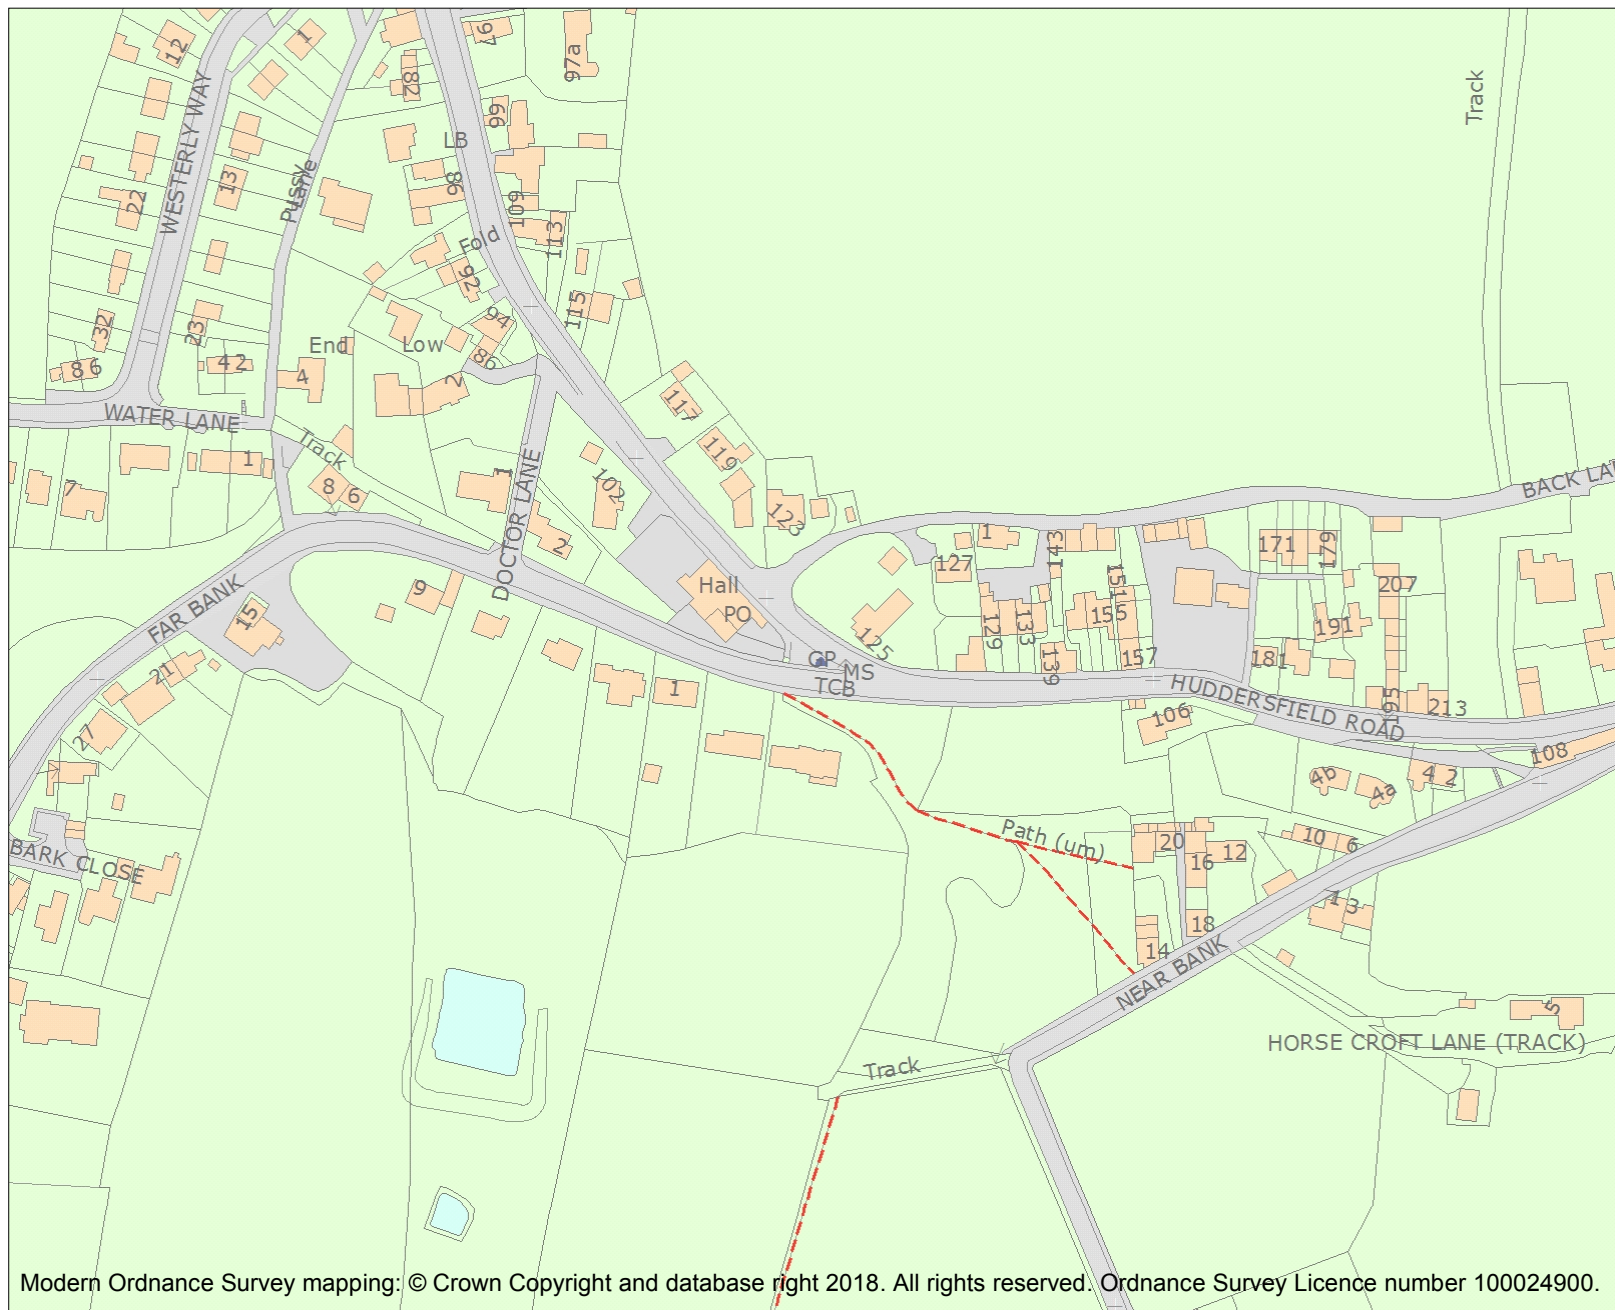 12
1
97
97a
Track
82
WESTERLY WAY
99
LB
13
Pussy
Lane
98
22
109
113
Fold
92
115
32
23
94
End
Low
86
8 6
4 2
4
2
117
WATER LANE
119
Track
1
1
7
8
6
102
DOCTOR LANE
123
BACK LA
2
1
127
143
171
179
Hall
PO
9
FAR BANK
15
151
207
155
129
133
191
125
139
157
181
GP
MS
TCB
21
1
HUDDERSFIELD ROAD
195
213
27
106
108
4b
4a
4 2
Path (um)
20
12
10
6
16
BARK CLOSE
1 3
18
14
NEAR BANK
5
HORSE CROFT LANE (TRACK)
Track
Modern Ordnance Survey mapping: © Crown Copyright and database right 2018. All rights reserved. Ordnance Survey Licence number 100024900.